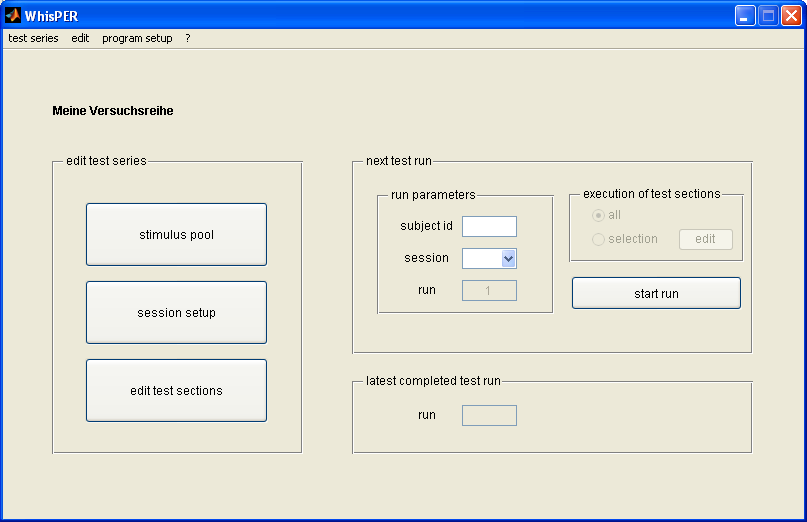 WhisPER
test series edit program setup ?
Meine Versuchsreihe
edit test series
stimulus pool
session setup
edit test sections
next test run
run parameters
subject id
session
run 1
execution of test sections
all
selection edit
start run
latest completed test run
run